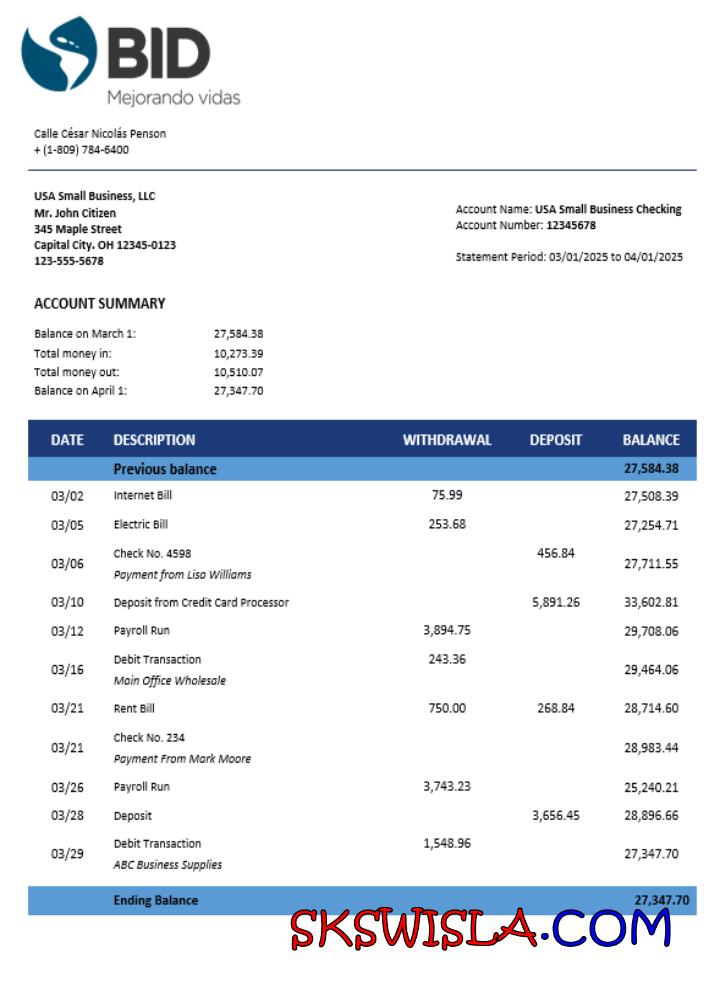 BID
Mejorando vidas
Calle César Nicolás Penson
+ (1-809) 784-6400
USA Small Business, LLC
Mr. John Citizen
345 Maple Street
Capital City. OH 12345-0123
123-555-5678
Account Name: USA Small Business Checking
Account Number: 12345678
Statement Period: 03/01/2025 to 04/01/2025
ACCOUNT SUMMARY
Balance on March 1: 27,584.38
Total money in: 10,273.39
Total money out: 10,510.07
Balance on April 1: 27,347.70
DATE DESCRIPTION WITHDRAWAL DEPOSIT BALANCE
Previous balance 27,584.38
03/02 Internet Bill 75.99 27,508.39
03/05 Electric Bill 253.68 27,254.71
03/06 Check No. 4598 456.84 27,711.55
Payment from Lisa Williams
03/10 Deposit from Credit Card Processor 5,891.26 33,602.81
03/12 Payroll Run 3,894.75 29,708.06
03/16 Debit Transaction 243.36 29,464.06
Main Office Wholesale
03/21 Rent Bill 750.00 268.84 28,714.60
03/21 Check No. 234 28,983.44
Payment From Mark Moore
03/26 Payroll Run 3,743.23 25,240.21
03/28 Deposit 3,656.45 28,896.66
03/29 Debit Transaction 1,548.96 27,347.70
ABC Business Supplies
Ending Balance 27,347.70
SKSWISLA.COM